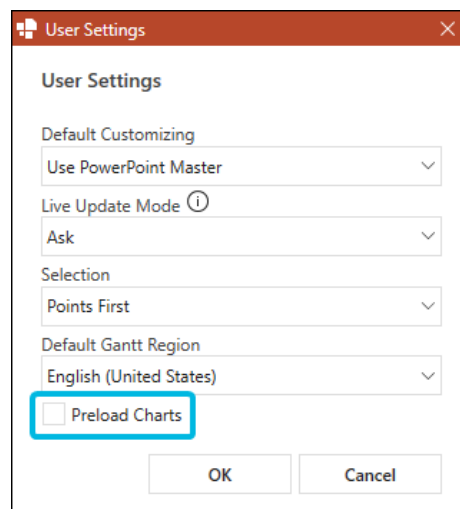 User Settings
User Settings
Default Customizing
Use PowerPoint Master
Live Update Mode
Ask
Selection
Points First
Default Gantt Region
English (United States)
Preload Charts
OK Cancel